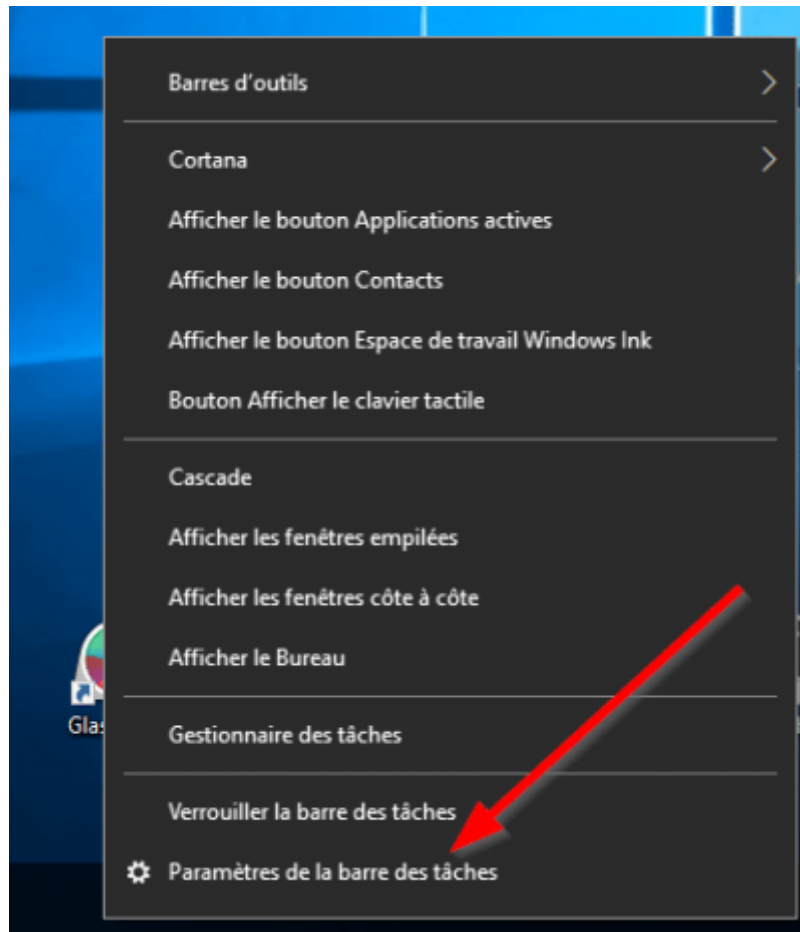 Barres d'outils
Cortana
Afficher le bouton Applications actives
Afficher le bouton Contacts
Afficher le bouton Espace de travail Windows Ink
Bouton Afficher le clavier tactile
Cascade
Afficher les fenêtres empilées
Afficher les fenêtres côte à côte
Afficher le Bureau
Glas
Gestionnaire des tâches
Verrouiller la barre des tâches
Paramètres de la barre des tâches